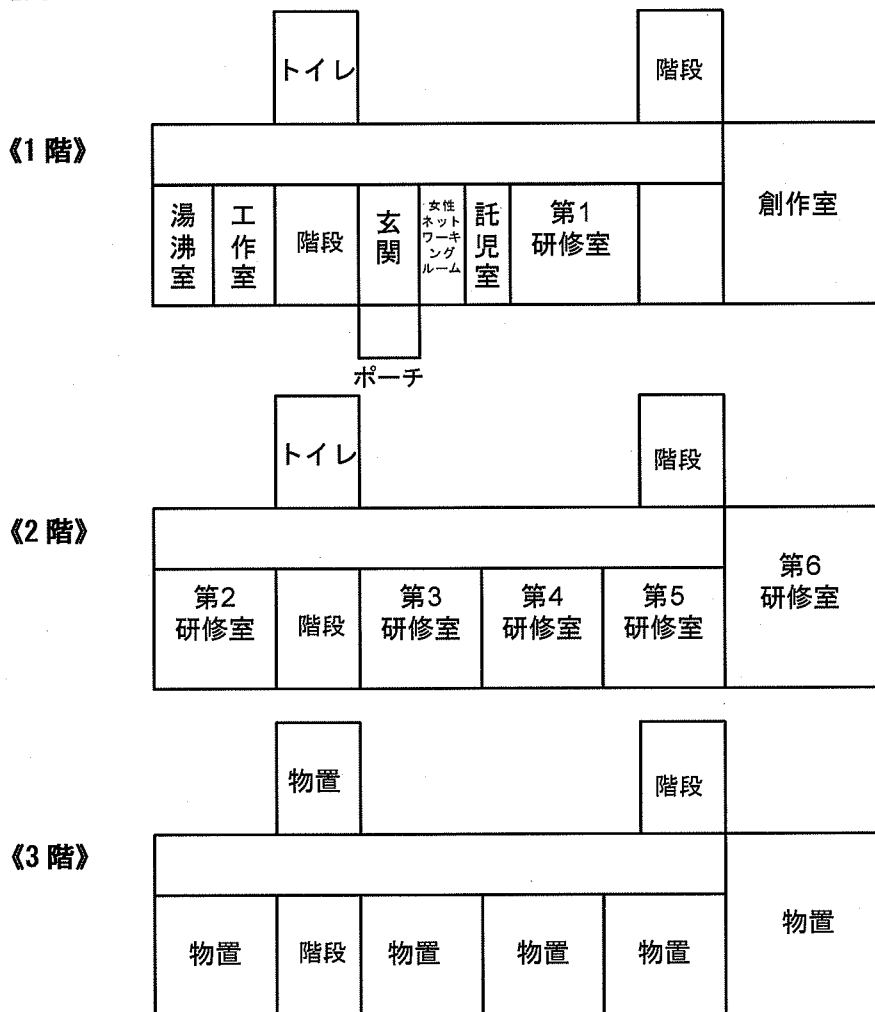 トイレ
階段
《1階》
湯沸室
工作室
階段
玄関
女性
ネット
ワーキ
ング
ルーム
託児室
第1
研修室
創作室
ポーチ
トイレ
階段
《2階》
第2
研修室
階段
第3
研修室
第4
研修室
第5
研修室
第6
研修室
物置
階段
《3階》
物置
階段
物置
物置
物置
物置